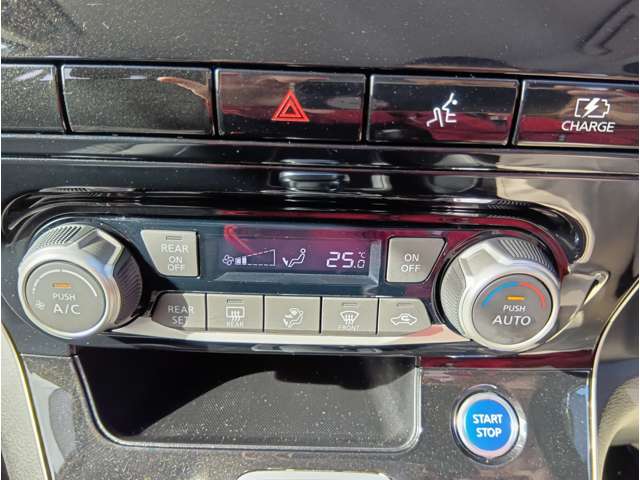 CHARGE
REAR
ON
OFF
25.0
°C
ON
OFF
PUSH
A/C
REAR
SET
REAR
FRONT
PUSH
AUTO
START
STOP